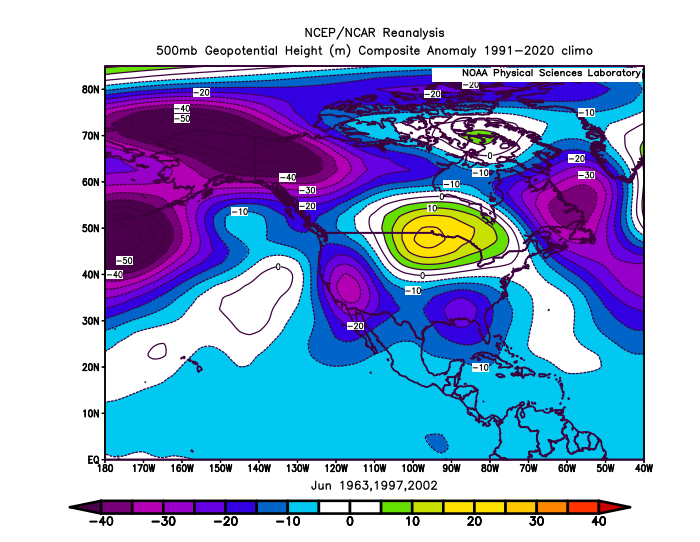 NCEP/NCAR Reanalysis
500mb Geopotential Height (m) Composite Anomaly 1991-2020 climo
NOAA Physical Sciences Laboratory
80N
70N
60N
50N
40N
30N
20N
10N
EQ
-20
-20
-20
-40
-50
-10
0
-20
-10
-30
-40
-30
-20
-10
0
10
-10
-50
-40
0
0
-10
-20
-10
180 170W 160W 150W 140W 130W 120W 110W 100W 90W 80W 70W 60W 50W 40W
Jun 1963,1997,2002
-40 -30 -20 -10 0 10 20 30 40